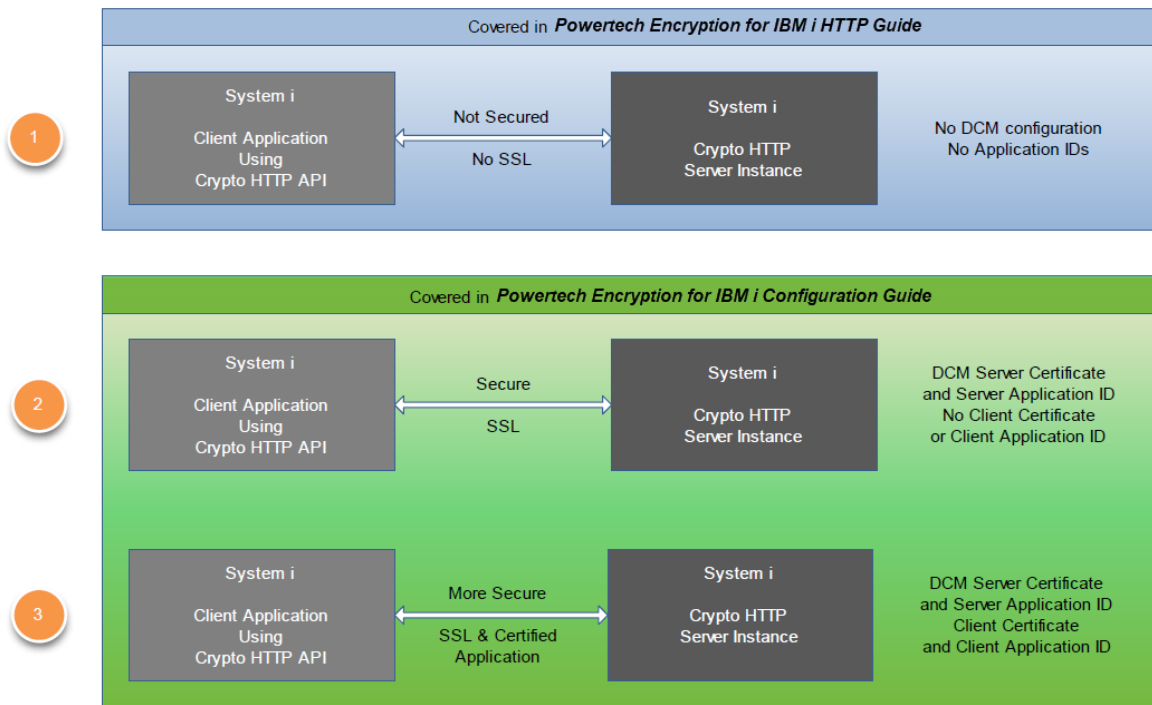 Covered in Powertech Encryption for IBM i HTTP Guide
1
System i
Client Application
Using
Crypto HTTP API
Not Secured
No SSL
System i
Crypto HTTP
Server Instance
No DCM configuration
No Application IDs
Covered in Powertech Encryption for IBM i Configuration Guide
2
System i
Client Application
Using
Crypto HTTP API
Secure
SSL
System i
Crypto HTTP
Server Instance
DCM Server Certificate
and Server Application ID
No Client Certificate
or Client Application ID
3
System i
Client Application
Using
Crypto HTTP API
More Secure
SSL & Certified
Application
System i
Crypto HTTP
Server Instance
DCM Server Certificate
and Server Application ID
Client Certificate
and Client Application ID